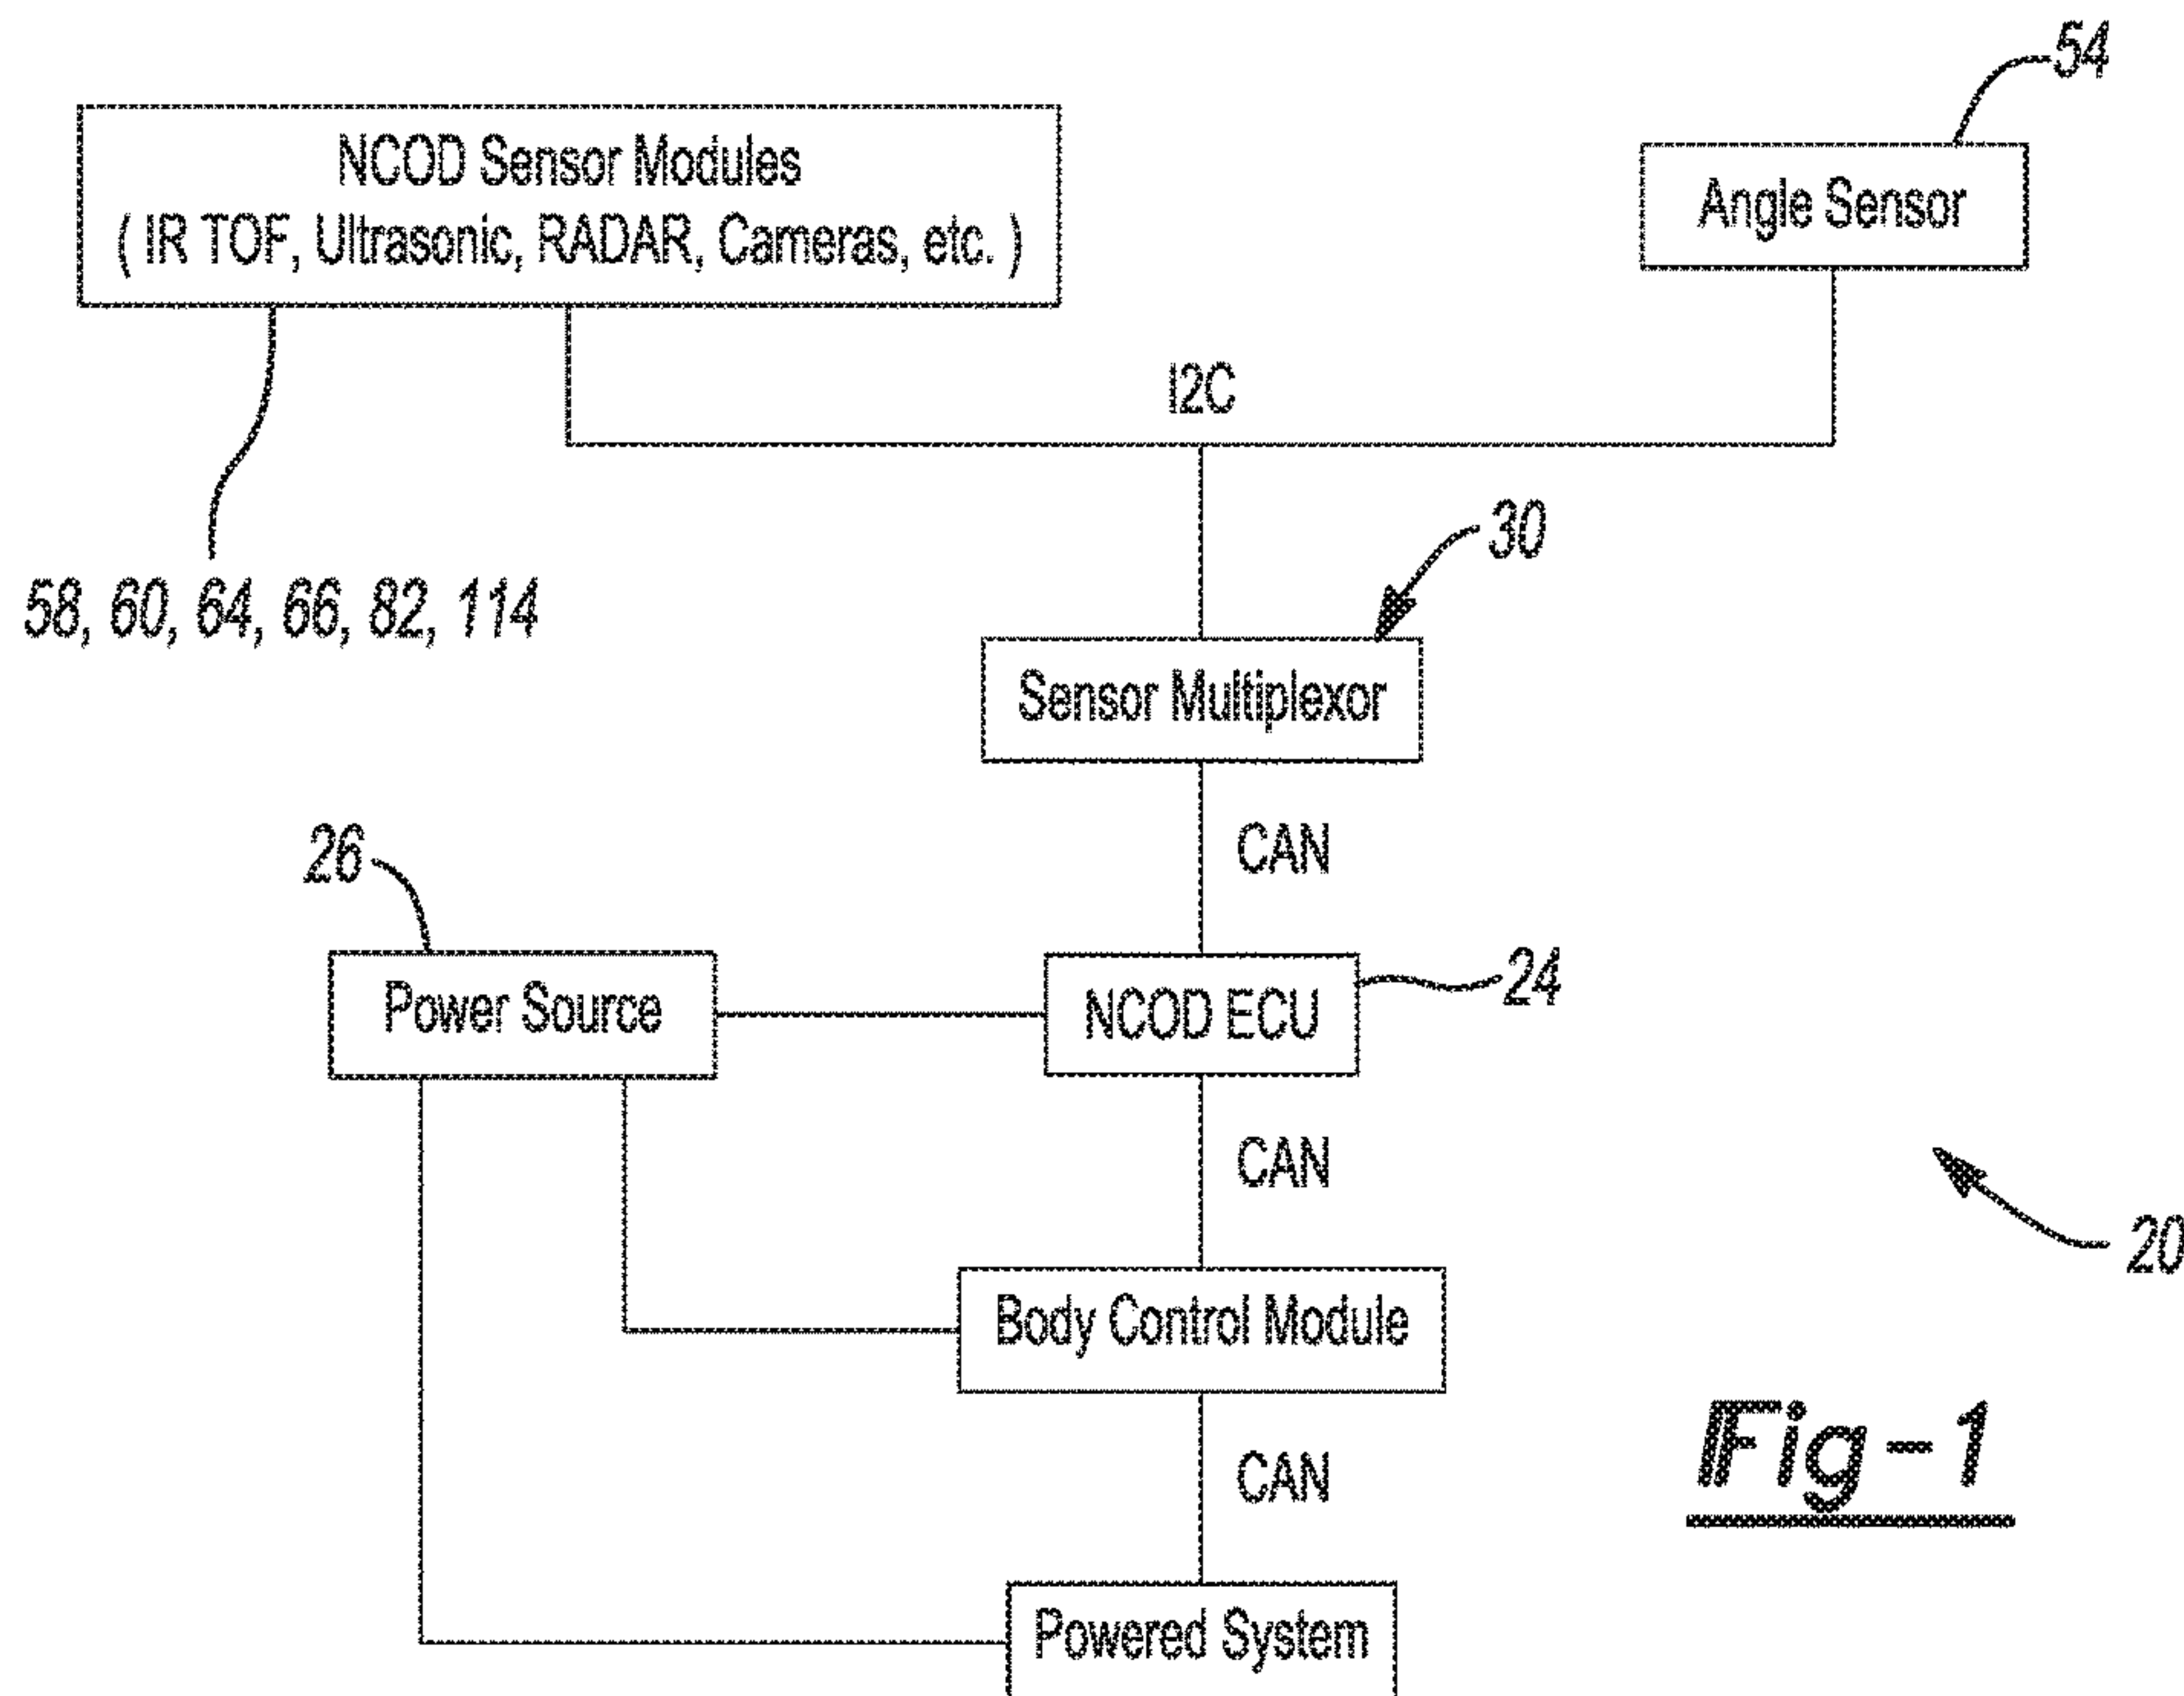 54
NCOD Sensor Modules
( IR TOF, Ultrasonic, RADAR, Cameras, etc. )
Angle Sensor
I2C
30
58, 60, 64, 66, 82, 114
Sensor Multiplexor
CAN
26
Power Source
NCOD ECU
24
CAN
20
Body Control Module
Fig-1
CAN
Powered System